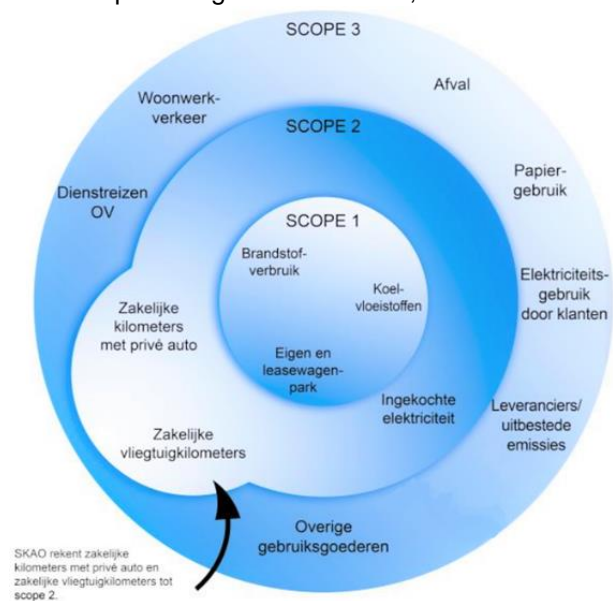 SCOPE 3
Afval
Woonwerk-
verkeer
SCOPE 2
Papier-
gebruik
Dienstreizen
OV
SCOPE 1
Brandstof-
verbruik
Koel-
vloeistoffen
Elektriciteits-
gebruik
door klanten
Zakelijke
kilometers
met privé auto
Eigen en
leasewagen-
park
Ingekochte
elektriciteit
Leveranciers/
uitbestede
emissies
Zakelijke
vliegtuigkilometers
Overige
gebruiksgoederen
SKAO rekent zakelijke
kilometers met privé auto en
zakelijke vliegtuigkilometers tot
scope 2.